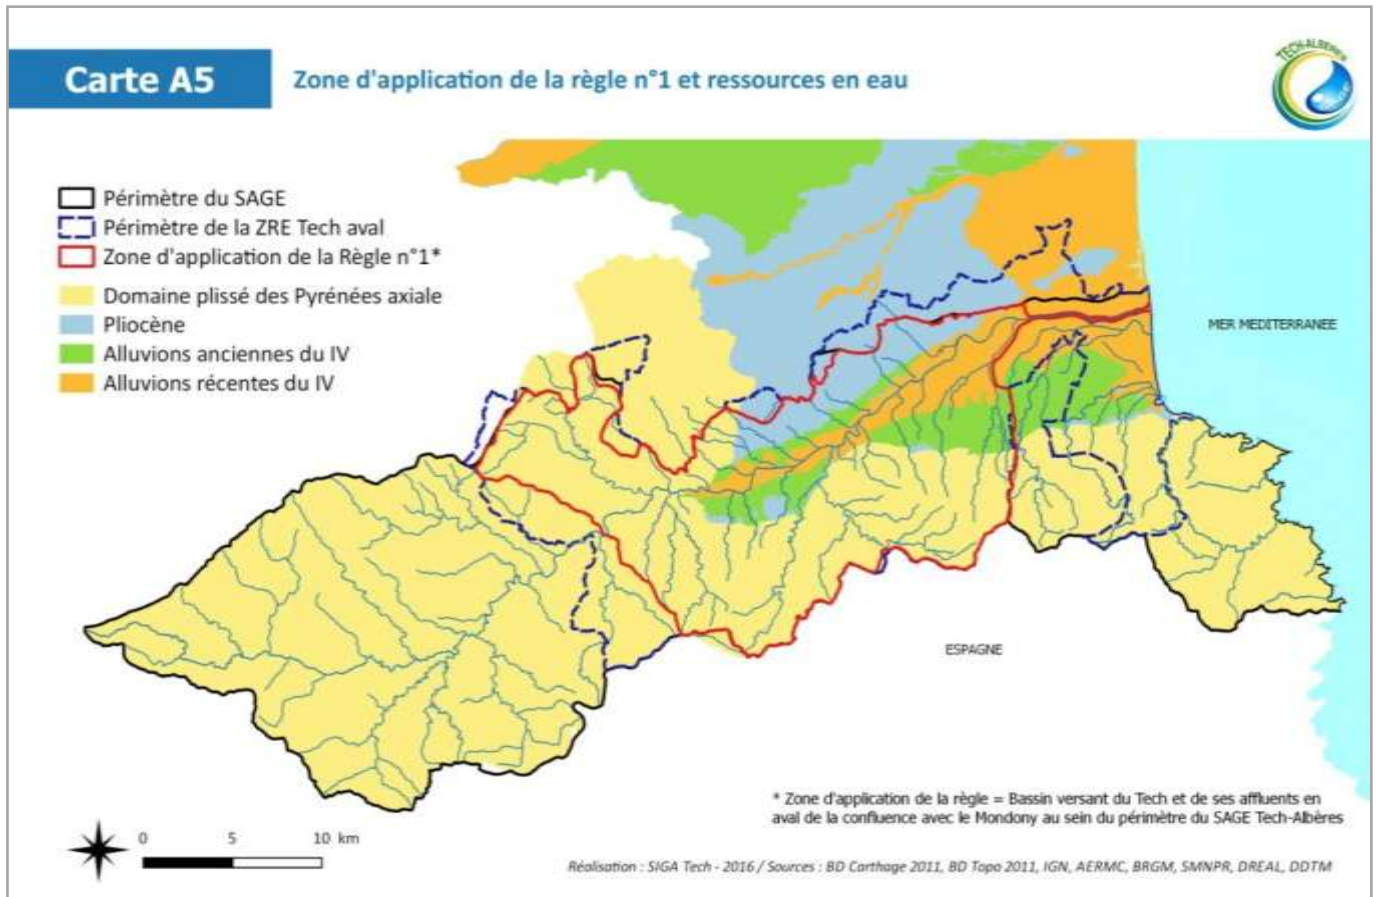 Carte A5
Zone d'application de la règle n°1 et ressources en eau
TECH-ALBERES
Périmètre du SAGE
Périmètre de la ZRE Tech aval
Zone d'application de la Règle n°1*
Domaine plissé des Pyrénées axiale
Pliocène
Alluvions anciennes du IV
Alluvions récentes du IV
MER MEDITERRANEE
ESPAGNE
* Zone d'application de la règle = Bassin versant du Tech et de ses affluents en
aval de la confluence avec le Mondony au sein du périmètre du SAGE Tech-Albères
0 5 10 km
Réalisation : SIGA Tech - 2016 / Sources : BD Carthage 2011, BD Topo 2011, IGN, AERMC, BRGM, SMNPR, DREAL, DDTM